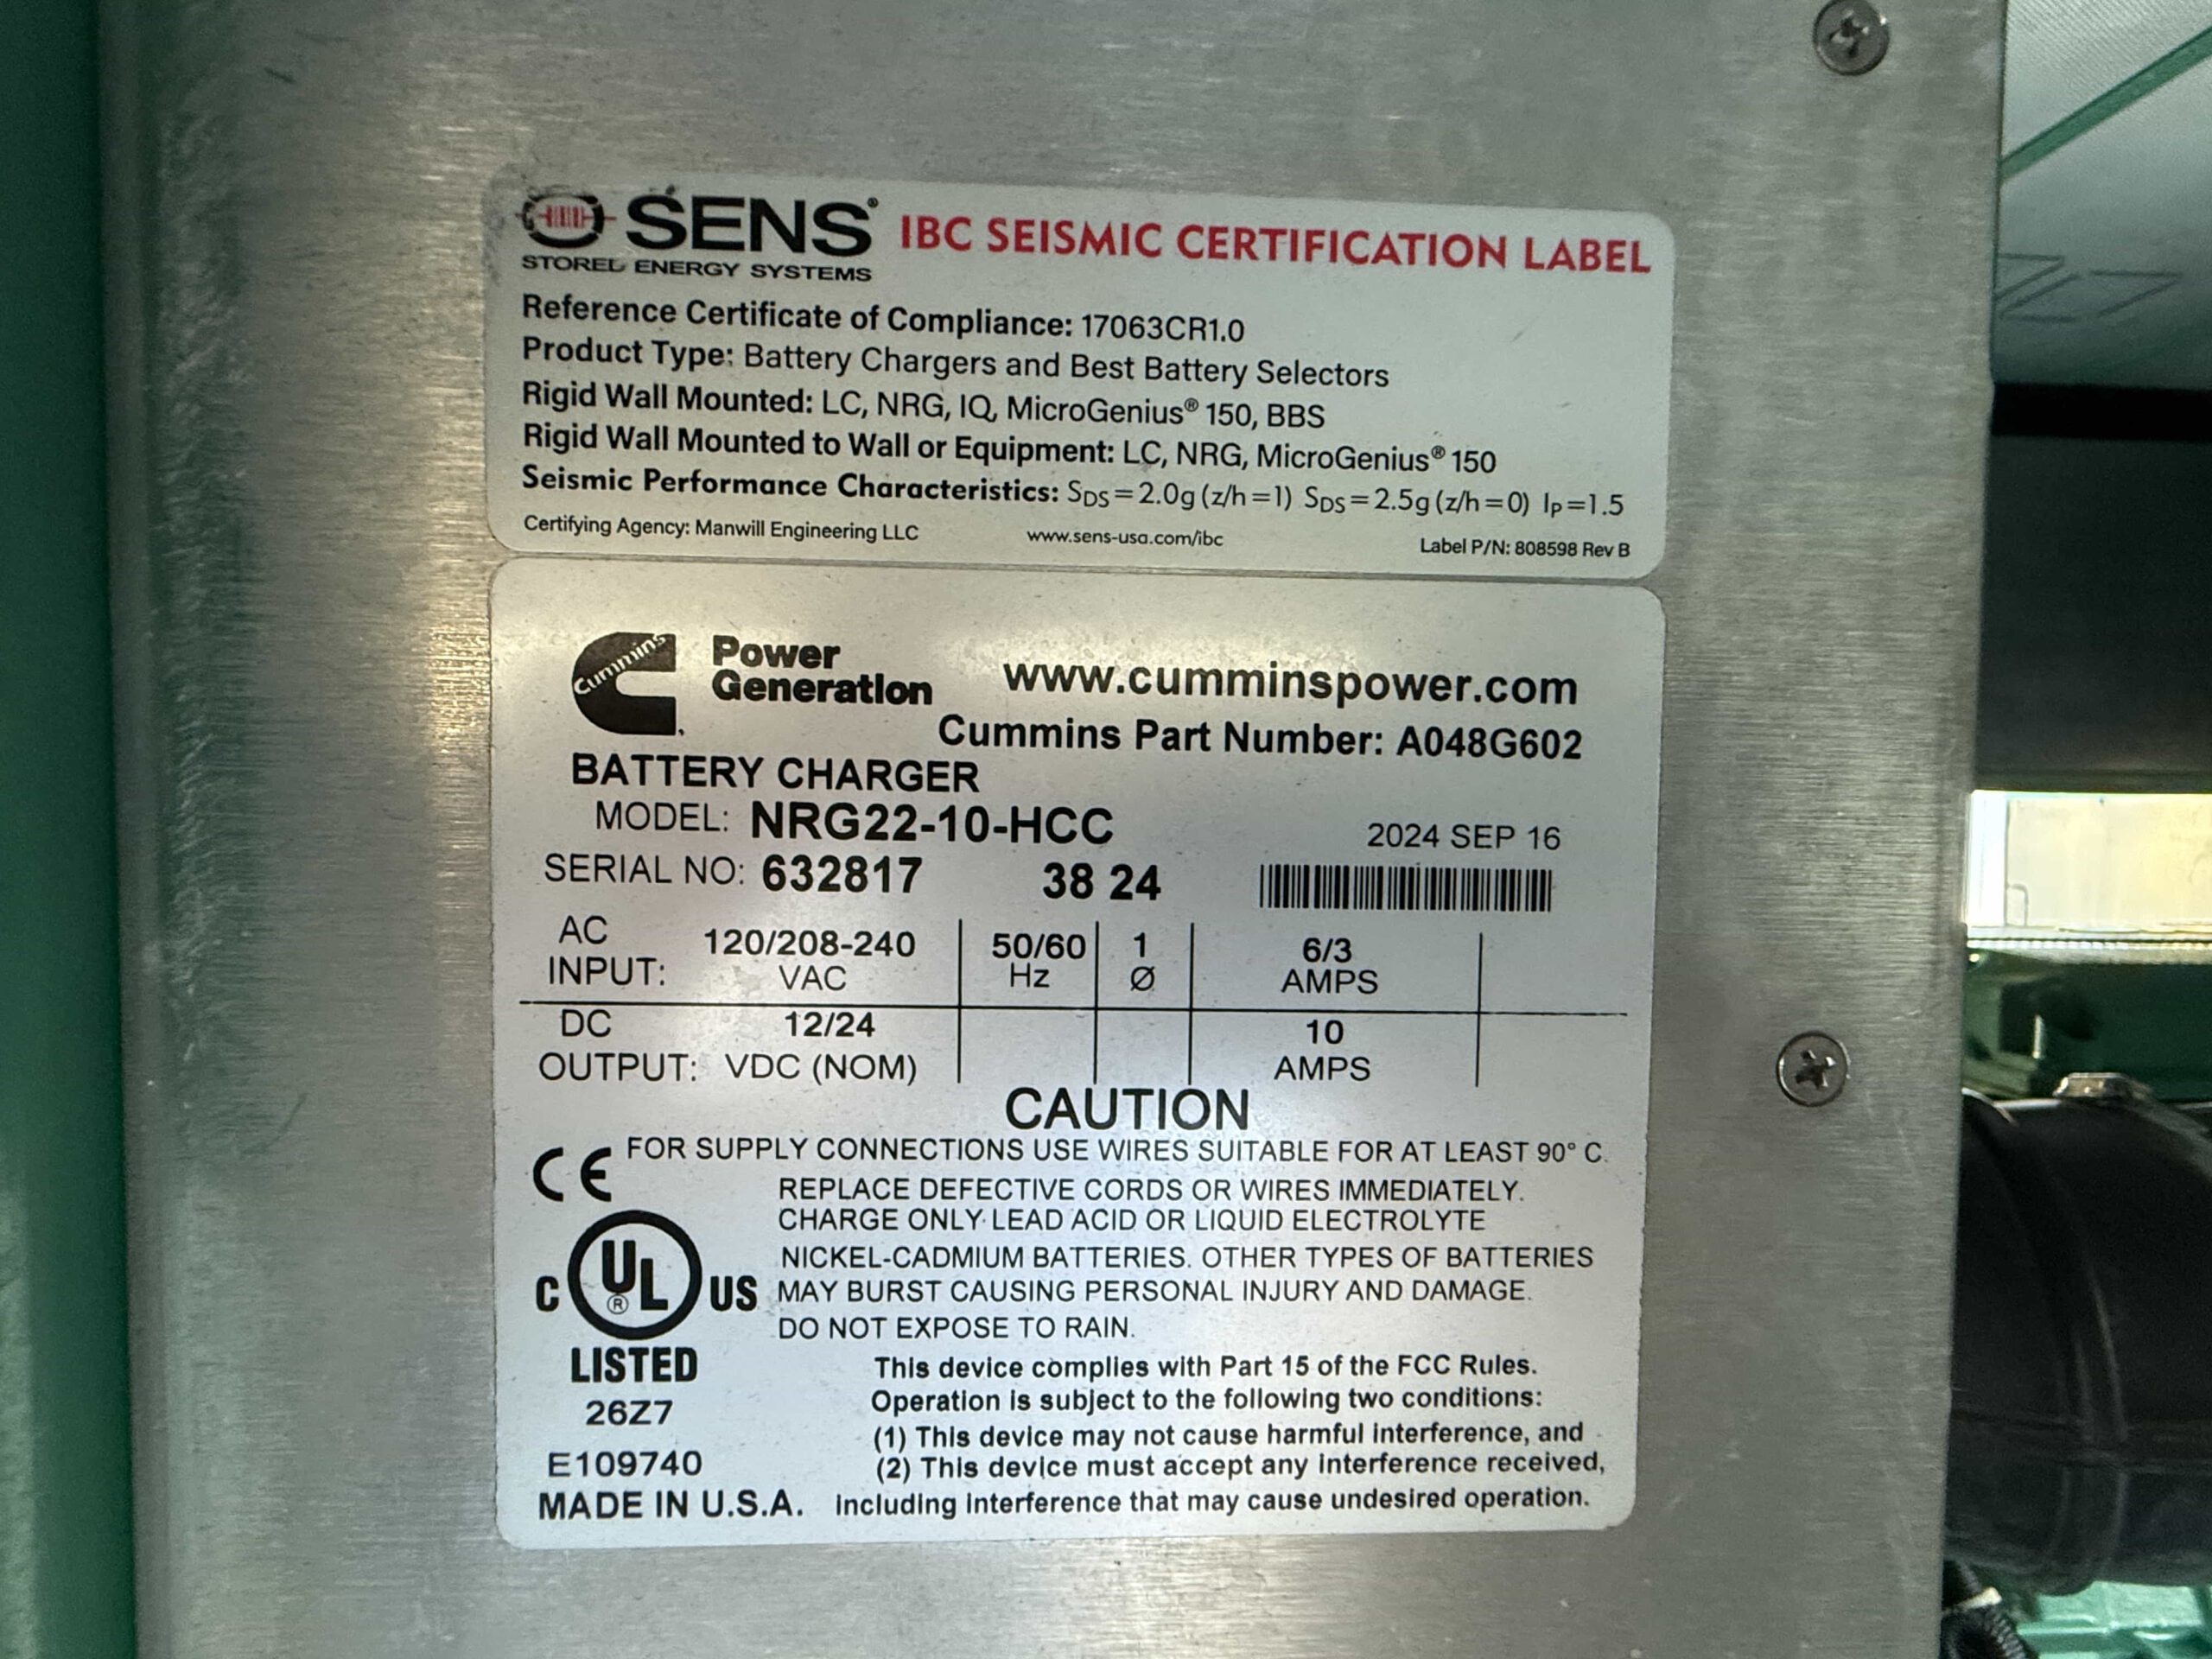 SENS®
STORED ENERGY SYSTEMS
IBC SEISMIC CERTIFICATION LABEL
Reference Certificate of Compliance: 17063CR1.0
Product Type: Battery Chargers and Best Battery Selectors
Rigid Wall Mounted: LC, NRG, IQ, MicroGenius® 150, BBS
Rigid Wall Mounted to Wall or Equipment: LC, NRG, MicroGenius® 150
Seismic Performance Characteristics: SDS=2.0g (z/h=1) SDS=2.5g (z/h=0) IP=1.5
Certifying Agency: Manwill Engineering LLC www.sens-usa.com/ibc Label P/N: 808598 Rev B
Cummins
Power
Generation
www.cumminspower.com
Cummins Part Number: A048G602
BATTERY CHARGER
MODEL: NRG22-10-HCC 2024 SEP 16
SERIAL NO: 632817 38 24
AC INPUT: 120/208-240 VAC 50/60 Hz 1 Ø 6/3 AMPS
DC OUTPUT: 12/24 VDC (NOM) 10 AMPS
CAUTION
FOR SUPPLY CONNECTIONS USE WIRES SUITABLE FOR AT LEAST 90° C.
REPLACE DEFECTIVE CORDS OR WIRES IMMEDIATELY.
CHARGE ONLY LEAD ACID OR LIQUID ELECTROLYTE
NICKEL-CADMIUM BATTERIES. OTHER TYPES OF BATTERIES
MAY BURST CAUSING PERSONAL INJURY AND DAMAGE.
DO NOT EXPOSE TO RAIN.
CE
C UL® US
LISTED
26Z7
E109740
MADE IN U.S.A.
This device complies with Part 15 of the FCC Rules.
Operation is subject to the following two conditions:
(1) This device may not cause harmful interference, and
(2) This device must accept any interference received,
including interference that may cause undesired operation.